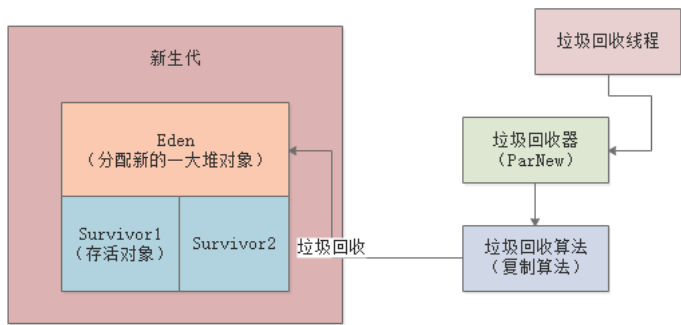 新生代
Eden
（分配新的一大堆对象）
Survivor1
（存活对象）
Survivor2
垃圾回收
垃圾回收线程
垃圾回收器
（ParNew）
垃圾回收算法
（复制算法）